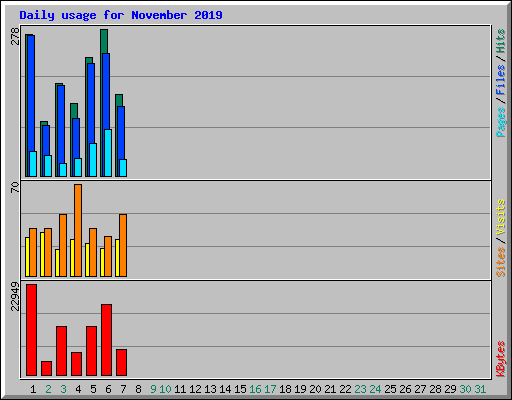 Daily usage for November 2019
278
Pages/Files/Hits
70
Sites/Visits
22949
KBytes
1 2 3 4 5 6 7 8 9 10 11 12 13 14 15 16 17 18 19 20 21 22 23 24 25 26 27 28 29 30 31